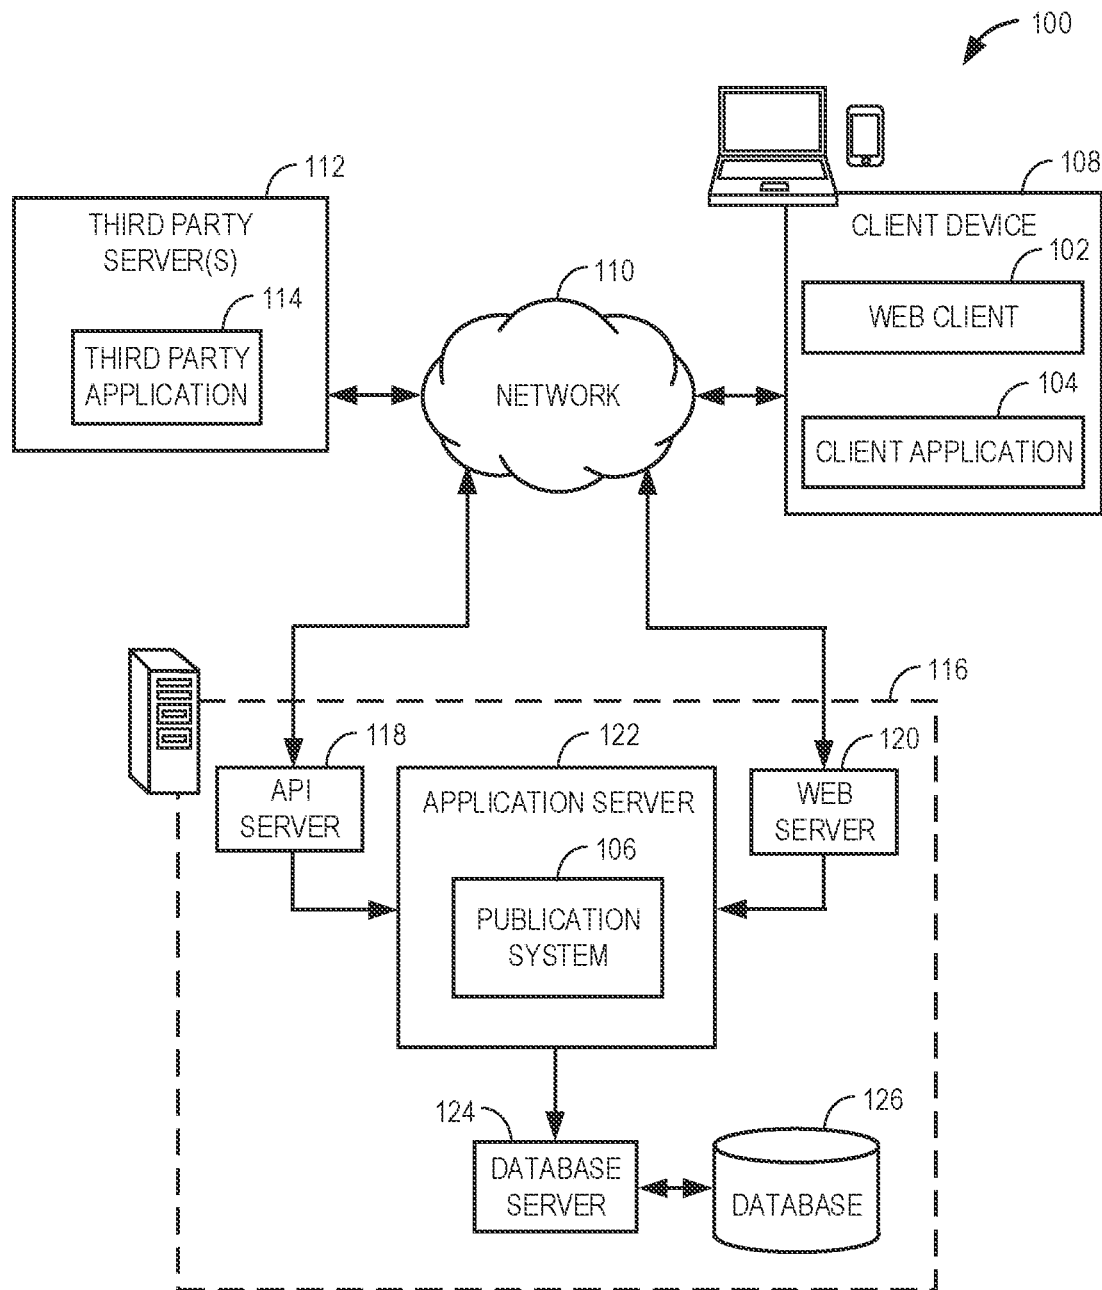 100
112
THIRD PARTY
SERVER(S)
114
THIRD PARTY
APPLICATION
110
NETWORK
108
CLIENT DEVICE
102
WEB CLIENT
104
CLIENT APPLICATION
116
118
API
SERVER
122
APPLICATION SERVER
106
PUBLICATION
SYSTEM
120
WEB
SERVER
124
DATABASE
SERVER
126
DATABASE